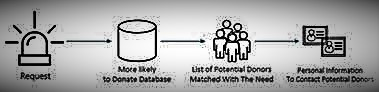 Request
More likely
to Donate Database
List of Potential Donors
Matched With The Need
Personal Information
To Contact Potential Donors